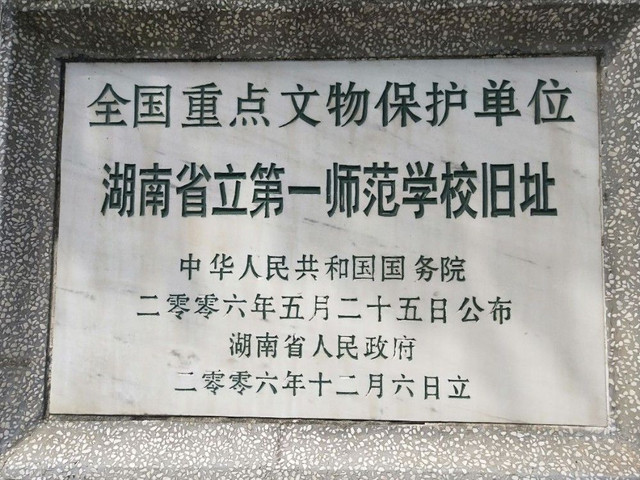 全国重点文物保护单位
湖南省立第一师范学校旧址
中华人民共和国国务院
二零零六年五月二十五日公布
湖南省人民政府
二零零六年十二月六日立